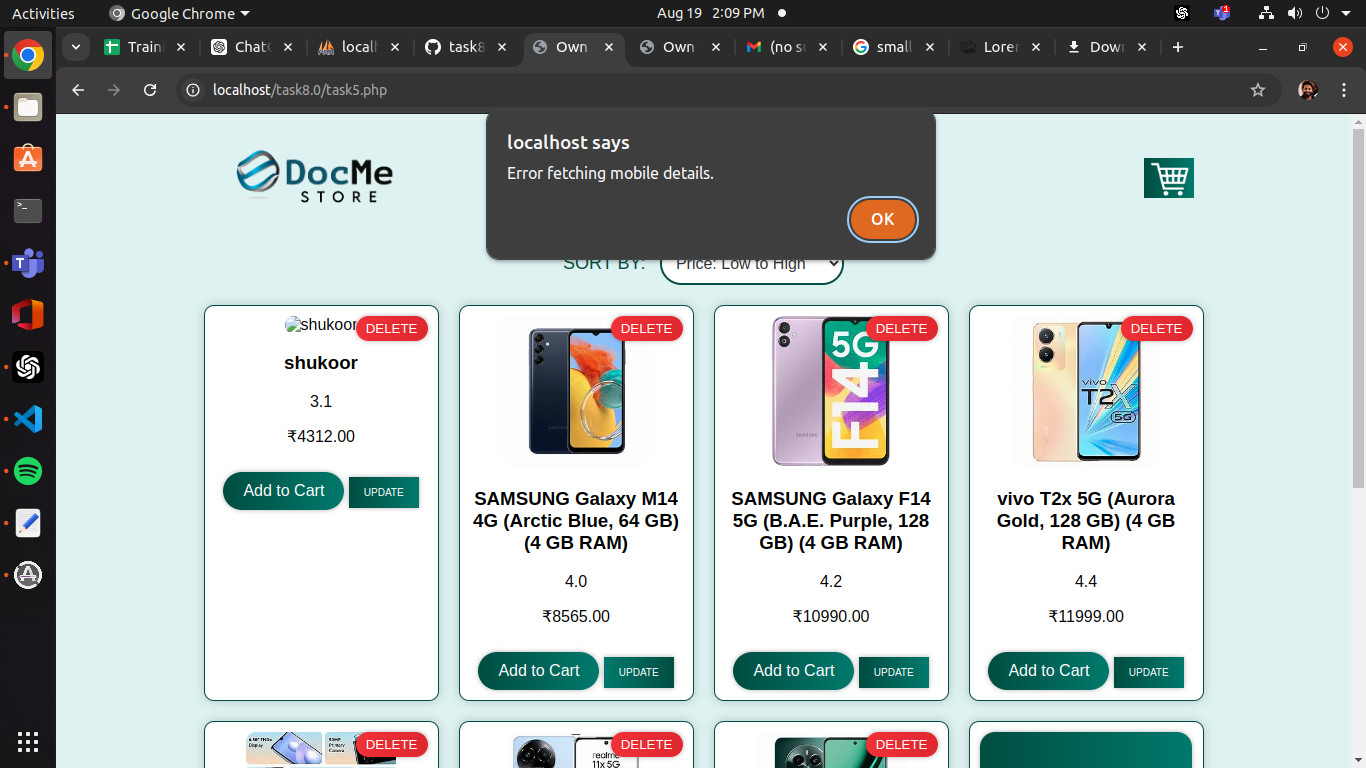 Activities
Google Chrome
Aug 19 2:09 PM
1
Traini
ChatG
localh
task8
Own
Own
(no su
small
Lorem
Down
localhost/task8.0/task5.php
DocMe
STORE
localhost says
Error fetching mobile details.
OK
SORT BY:
Price: Low to High
shukoor
DELETE
shukoor
3.1
₹4312.00
Add to Cart
UPDATE
DELETE
SAMSUNG Galaxy M14
4G (Arctic Blue, 64 GB)
(4 GB RAM)
4.0
₹8565.00
Add to Cart
UPDATE
5G
F14
SAMSUNG
DELETE
SAMSUNG Galaxy F14
5G (B.A.E. Purple, 128
GB) (4 GB RAM)
4.2
₹10990.00
Add to Cart
UPDATE
vivo
T2X
5G
DELETE
vivo T2x 5G (Aurora
Gold, 128 GB) (4 GB
RAM)
4.4
₹11999.00
Add to Cart
UPDATE
Display
Primary
Camera
DELETE
realme
11x 5G
DELETE
DELETE